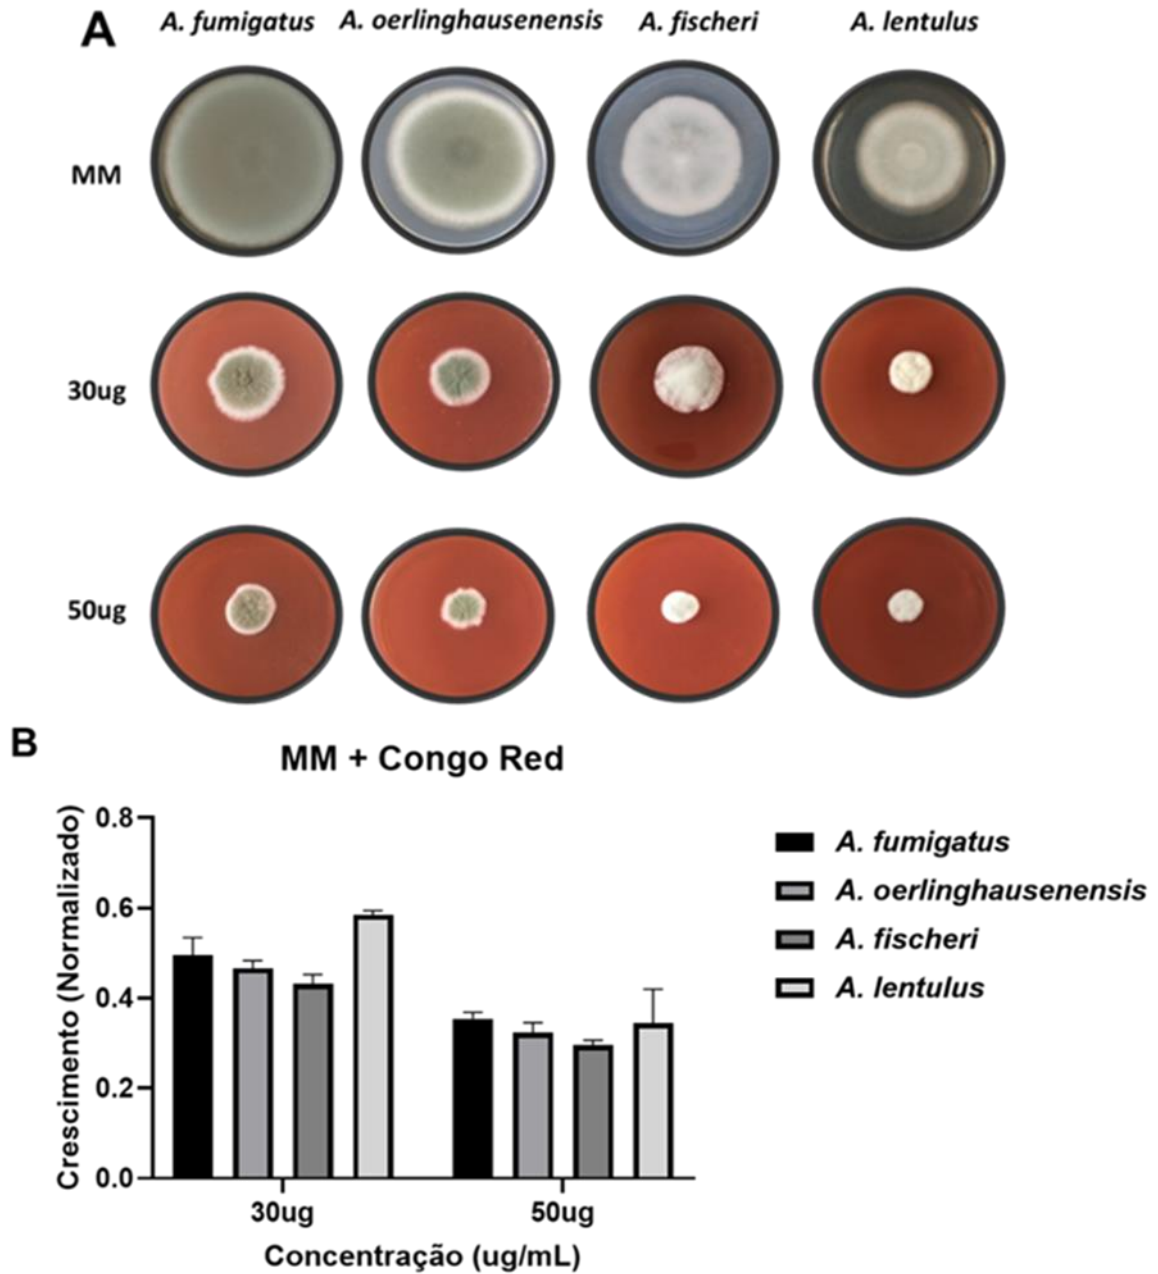 A
A. fumigatus A. oerlinghausenensis A. fischeri A. lentulus
MM
30ug
50ug
B
MM + Congo Red
Crescimento (Normalizado)
0.8
0.6
0.4
0.2
0.0
30ug 50ug
Concentração (ug/mL)
A. fumigatus
A. oerlinghausenensis
A. fischeri
A. lentulus